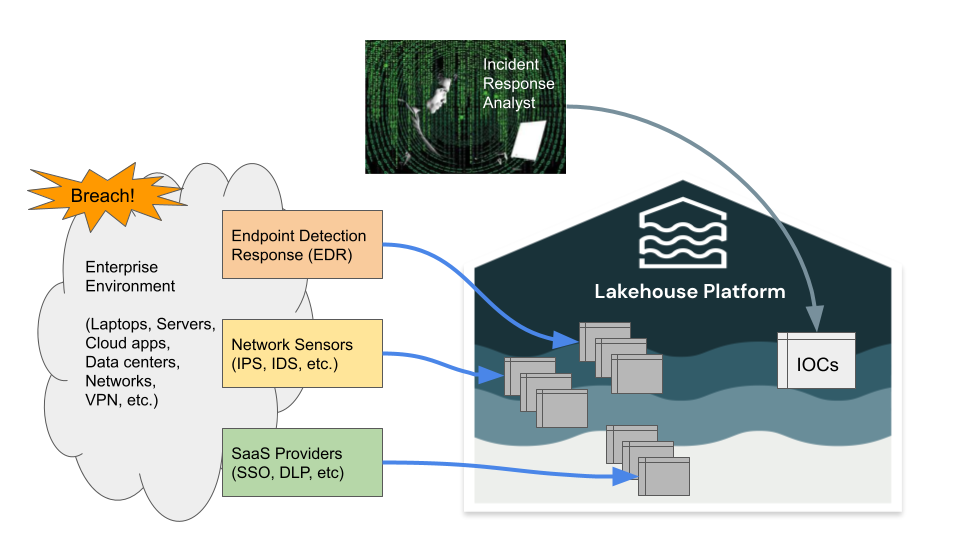 Incident
Response
Analyst
Breach!
Enterprise
Environment
(Laptops, Servers,
Cloud apps,
Data centers,
Networks,
VPN, etc.)
Endpoint Detection
Response (EDR)
Network Sensors
(IPS, IDS, etc.)
SaaS Providers
(SSO, DLP, etc)
Lakehouse Platform
IOCs